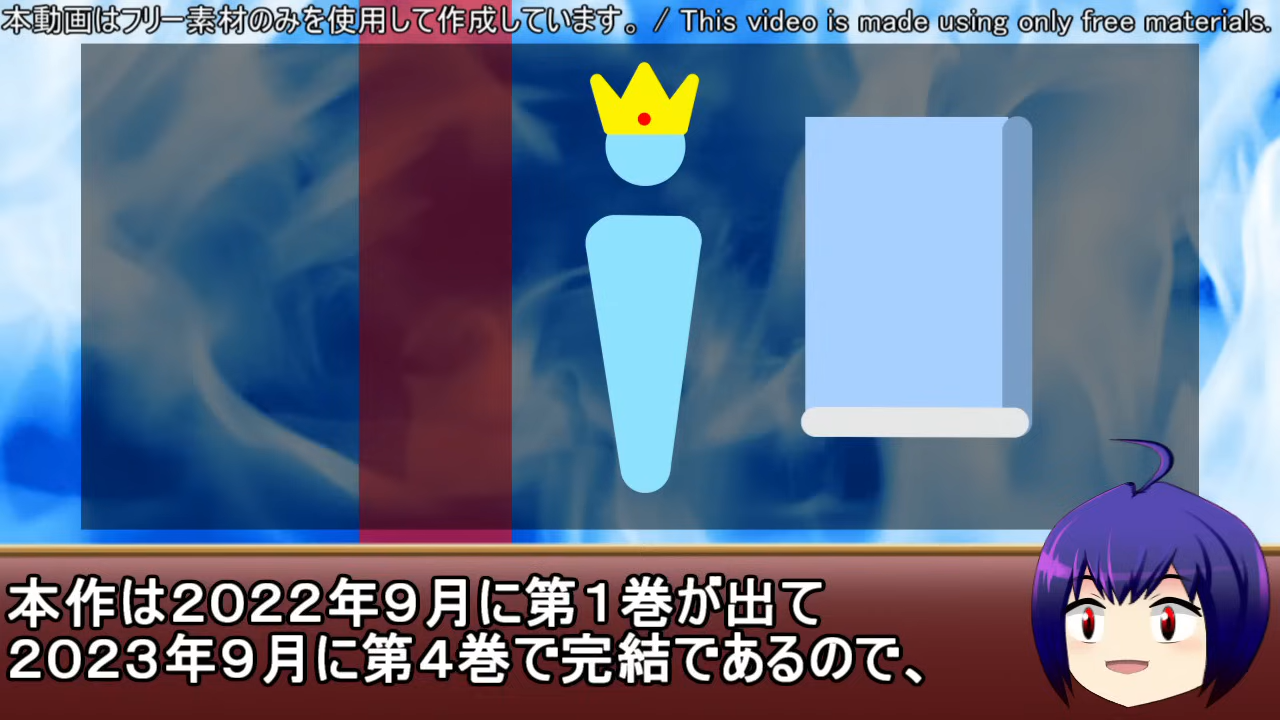 本動画はフリー素材のみを使用して作成しています。 / This video is made using only free materials.
本作は２０２２年９月に第１巻が出て
２０２３年９月に第４巻で完結であるので、